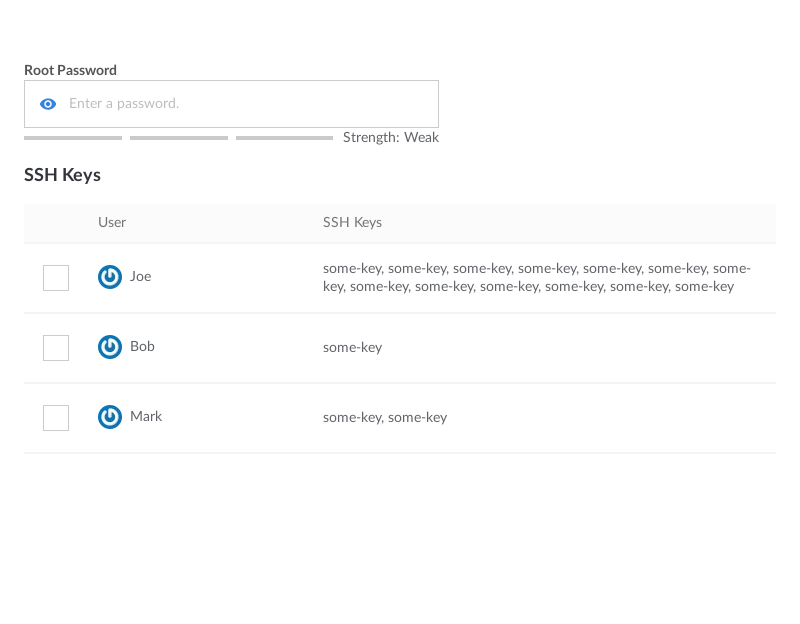 Root Password
Enter a password.
Strength: Weak
SSH Keys
User SSH Keys
Joe some-key, some-key, some-key, some-key, some-key, some-key, some-
key, some-key, some-key, some-key, some-key, some-key, some-key
Bob some-key
Mark some-key, some-key